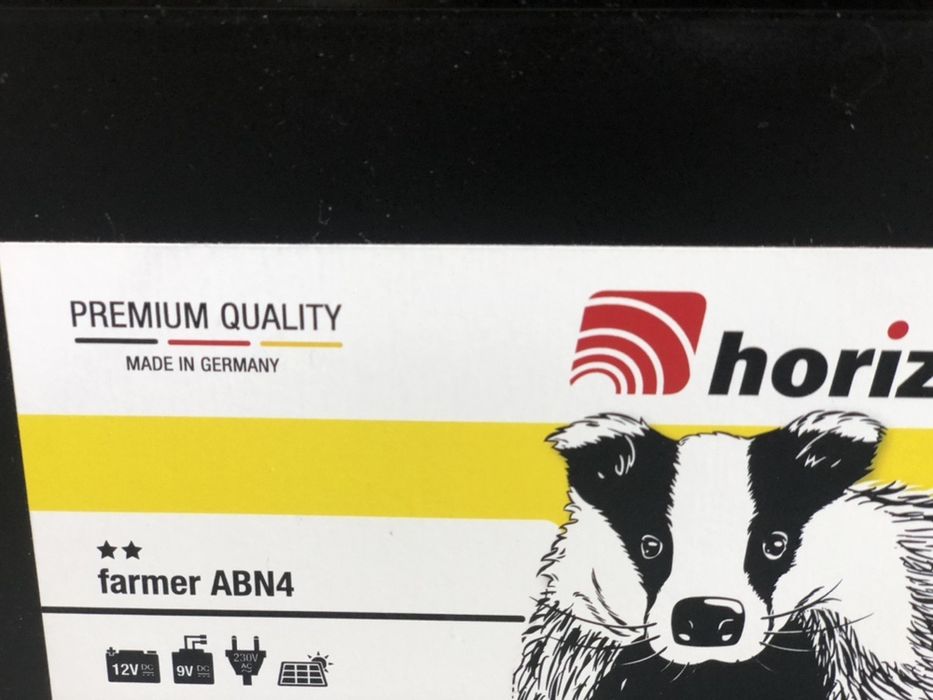 PREMIUM QUALITY
MADE IN GERMANY
horiz
farmer ABN4
12V DC
9V DC
230V
AC